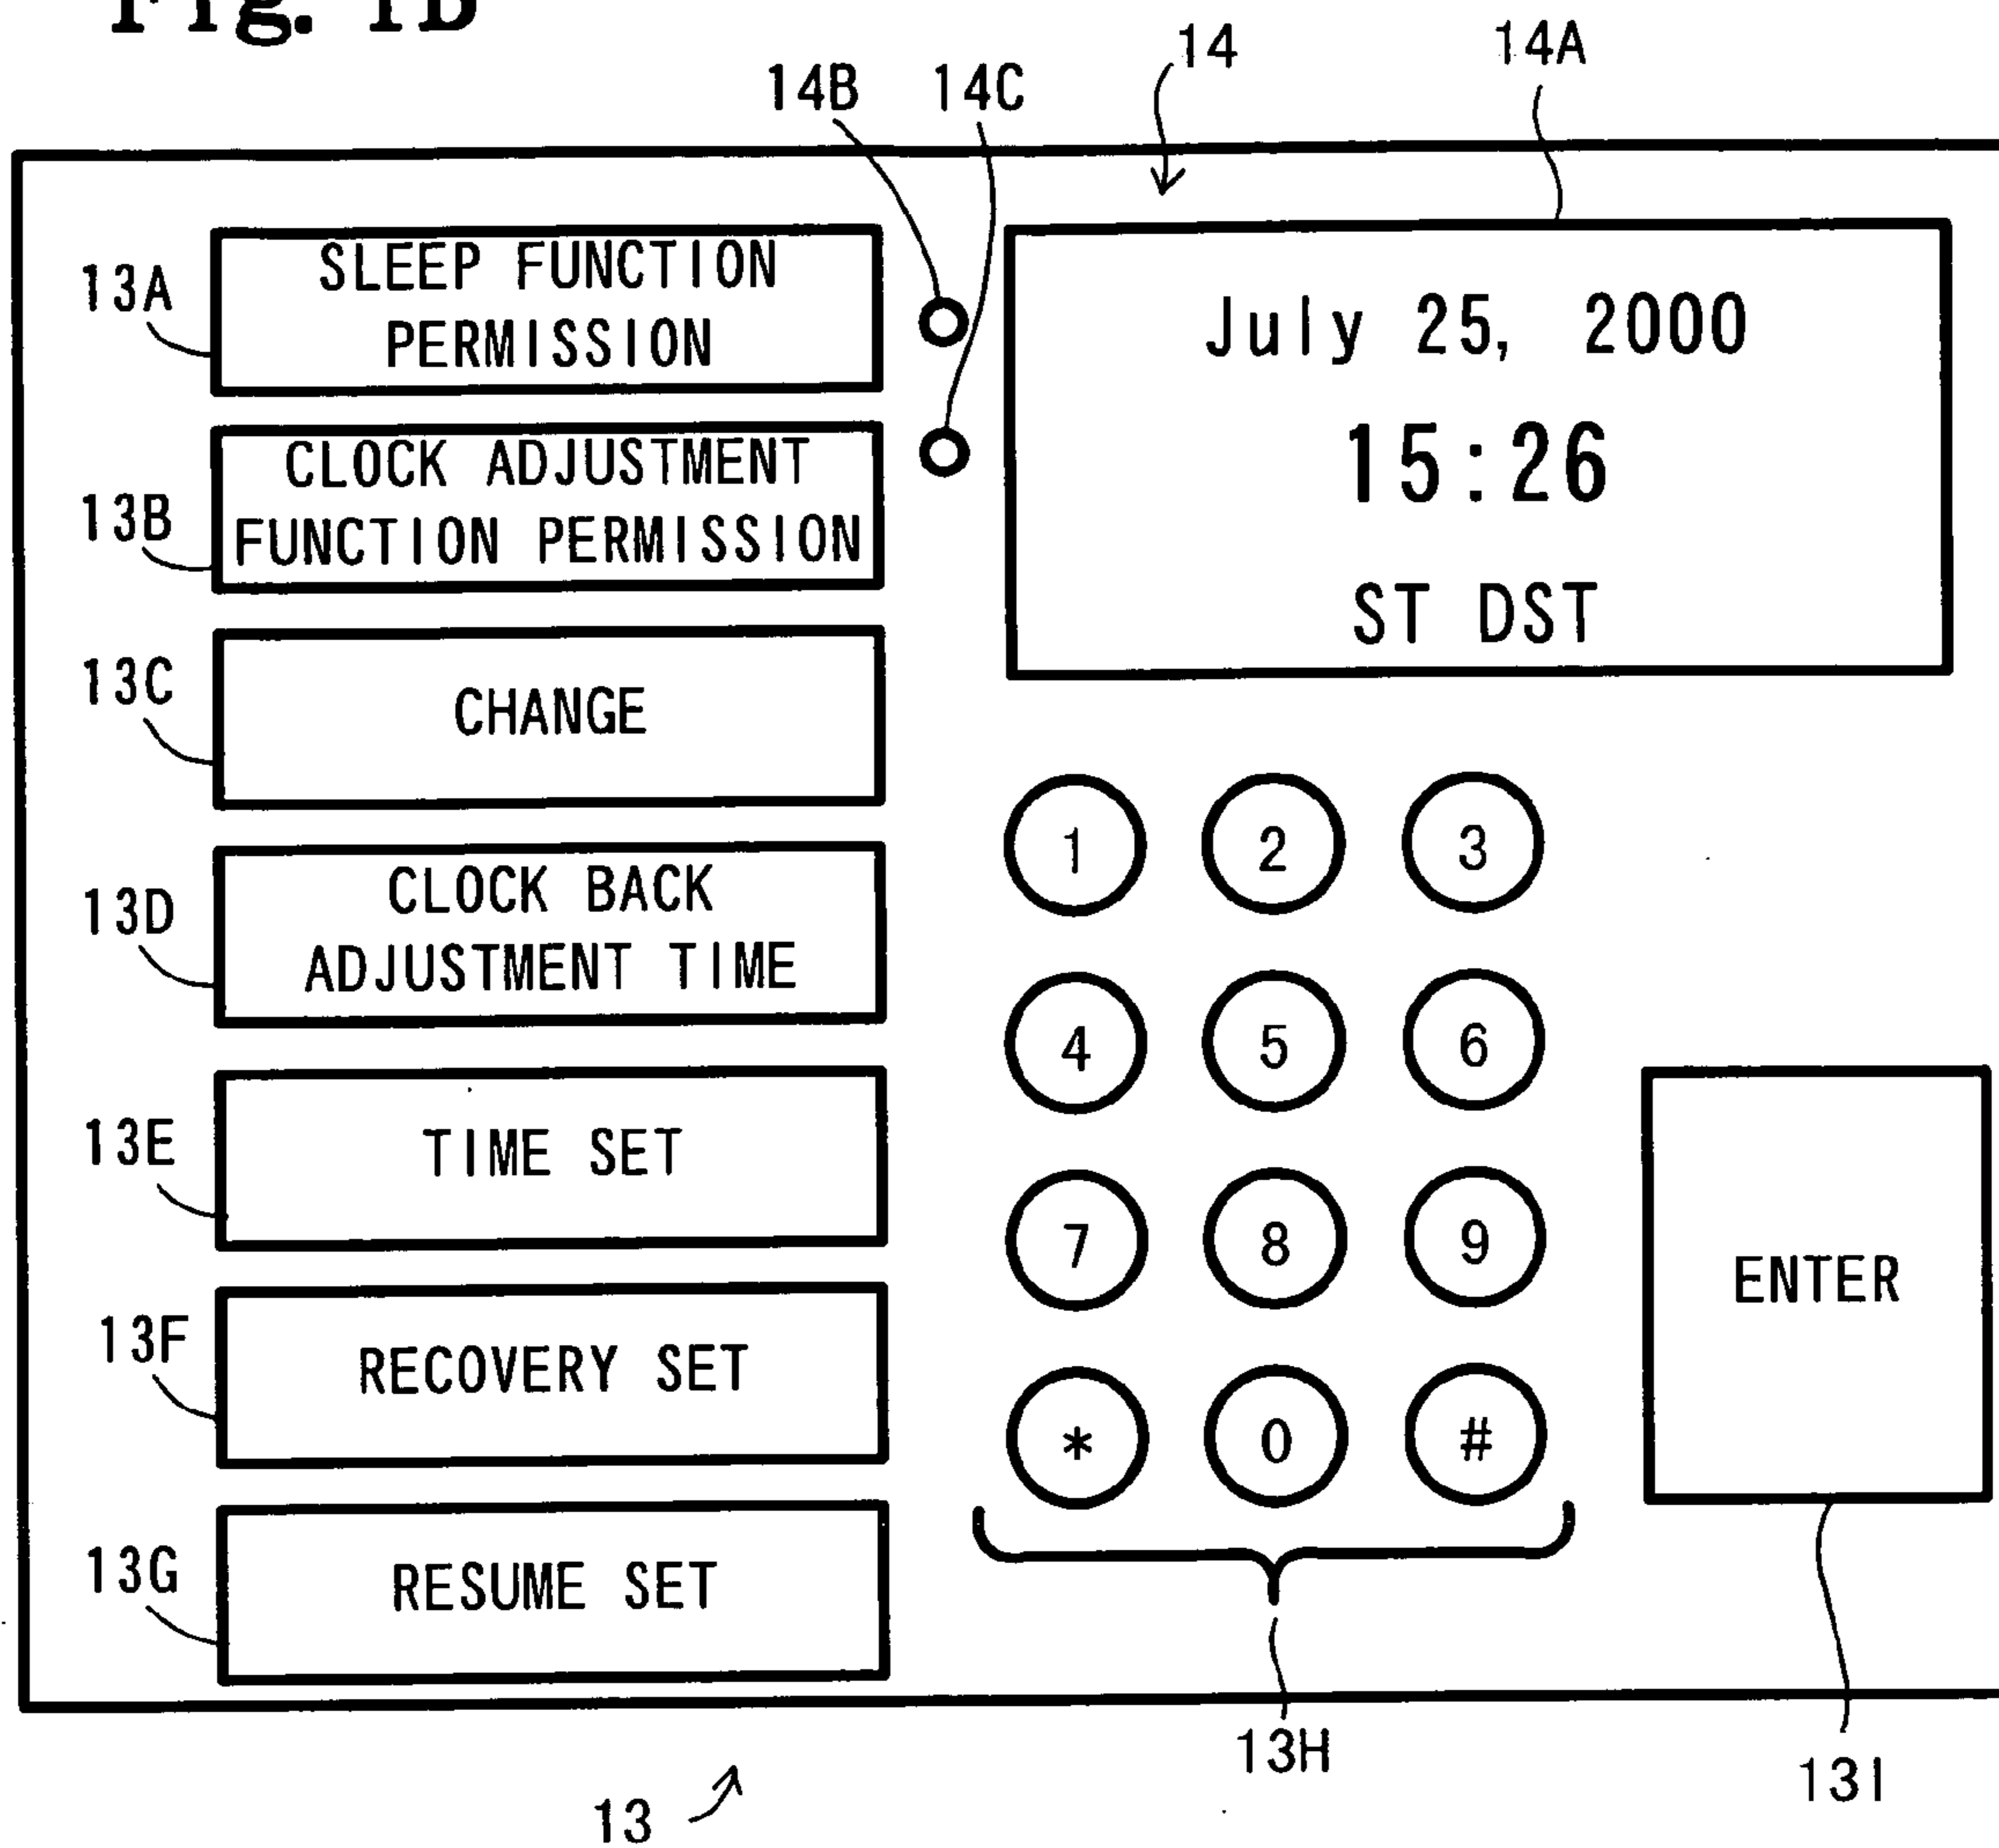 Fig. 1B
14
14A
14B
14C
13A
SLEEP FUNCTION
PERMISSION
July 25, 2000
15:26
ST DST
13B
CLOCK ADJUSTMENT
FUNCTION PERMISSION
13C
CHANGE
13D
CLOCK BACK
ADJUSTMENT TIME
13E
TIME SET
13F
RECOVERY SET
13G
RESUME SET
1 2 3
4 5 6
7 8 9
* 0 #
ENTER
13H
13I
13